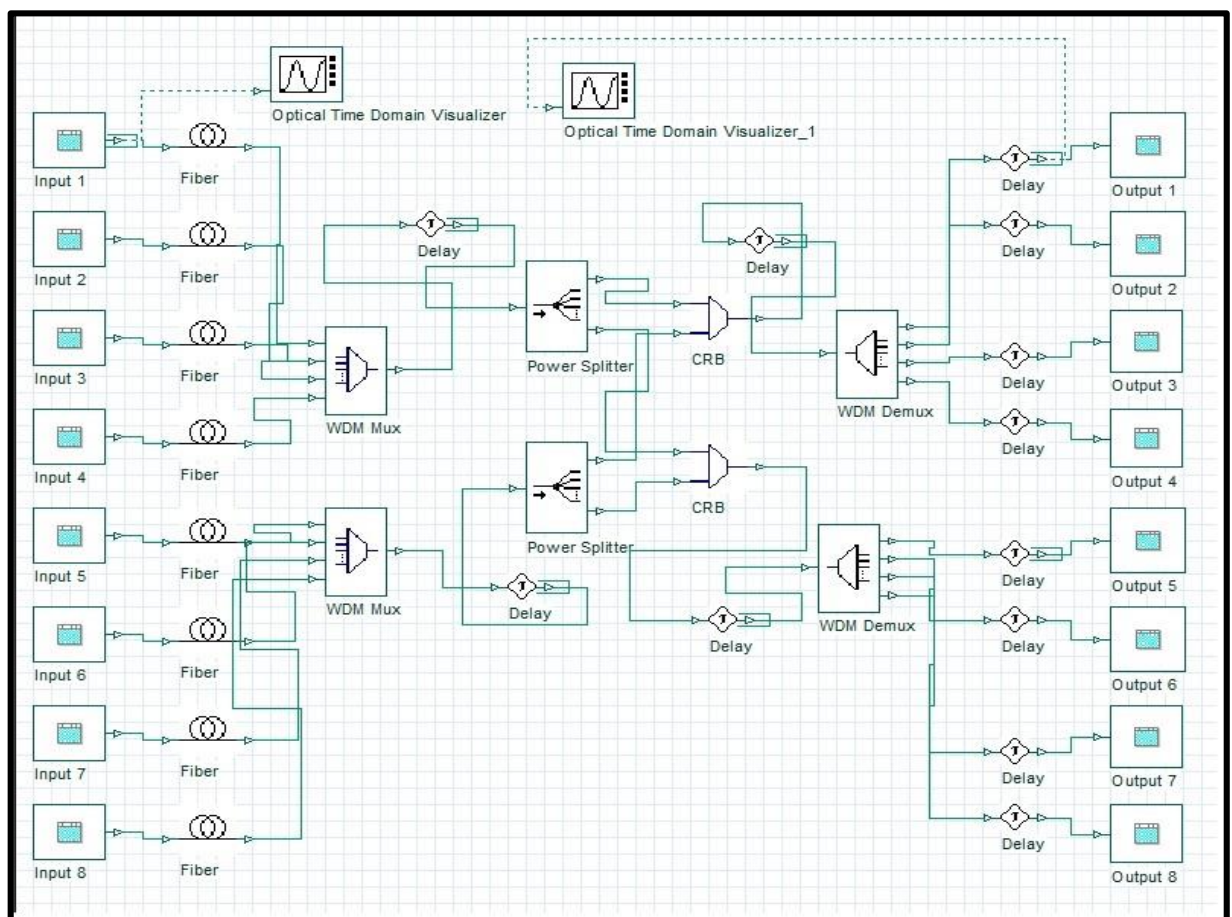 Optical Time Domain Visualizer
Optical Time Domain Visualizer_1
Input 1
Fiber
Delay
Output 1
Input 2
Fiber
Delay
Delay
Delay
Output 2
Input 3
Fiber
Power Splitter
CRB
Delay
Output 3
Input 4
Fiber
WDM Mux
WDM Demux
Delay
Output 4
Input 5
Fiber
Power Splitter
CRB
Delay
Output 5
Input 6
Fiber
WDM Mux
Delay
Delay
WDM Demux
Delay
Output 6
Input 7
Fiber
Delay
Output 7
Input 8
Fiber
Delay
Output 8